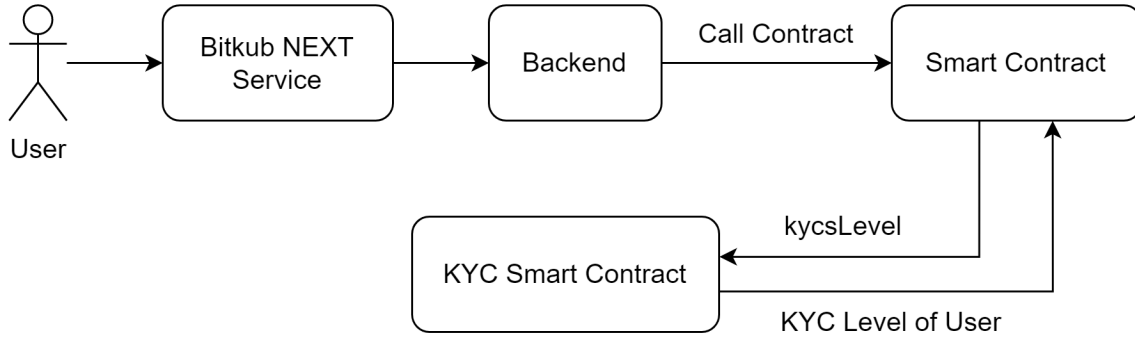 User
Bitkub NEXT
Service
Backend
Call Contract
Smart Contract
kycsLevel
KYC Smart Contract
KYC Level of User